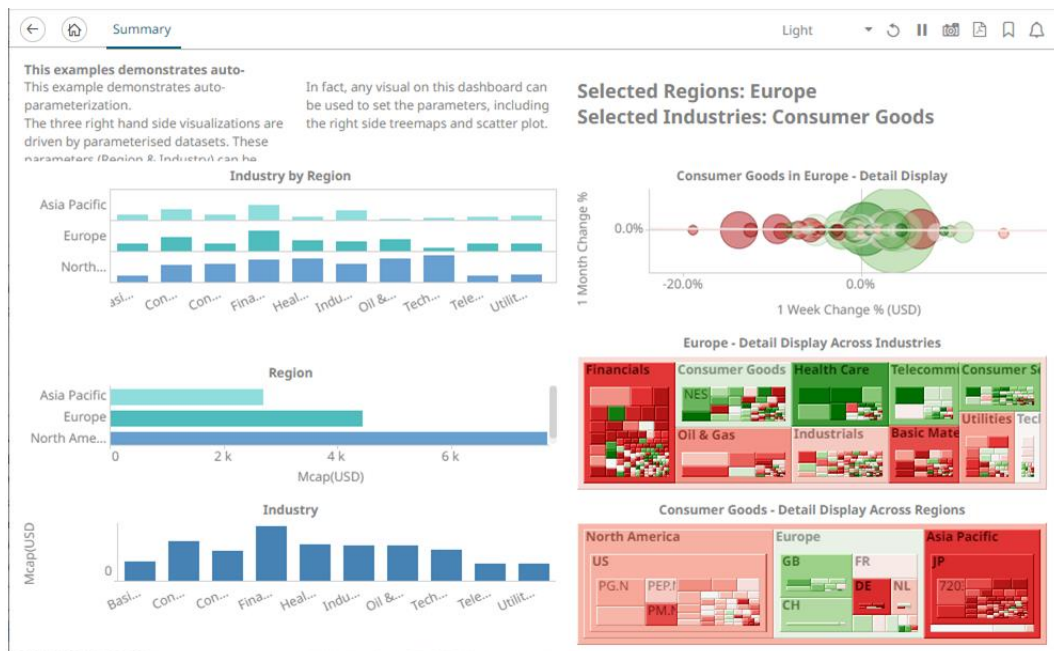 Summary
Light
This examples demonstrates auto-
This example demonstrates auto-
parameterization.
The three right hand side visualizations are
driven by parameterised datasets. These
parameters (Region & Industry) can be
In fact, any visual on this dashboard can
be used to set the parameters, including
the right side treemaps and scatter plot.
Selected Regions: Europe
Selected Industries: Consumer Goods
Industry by Region
Asia Pacific
Europe
North...
Con...
Con...
Fina...
Heal...
Indu...
Oil &...
Tech...
Tele...
Utilit...
Region
Asia Pacific
Europe
North Ame...
0
2 k
4 k
6 k
Mcap(USD)
Industry
Mcap(USD
0
Basi...
Con...
Con...
Fina...
Heal...
Indu...
Oil &...
Tech...
Tele...
Utilit...
Consumer Goods in Europe - Detail Display
1 Month Change %
0.0%
-20.0%
0.0%
1 Week Change % (USD)
Europe - Detail Display Across Industries
Financials
Consumer Goods
NES
Health Care
Telecomm
Consumer Se
Oil & Gas
Industrials
Basic Mate
Utilities
Tec
Consumer Goods - Detail Display Across Regions
North America
US
PG.N
PEP.
PM.N
Europe
GB
FR
CH
DE
NL
Asia Pacific
JP
7203